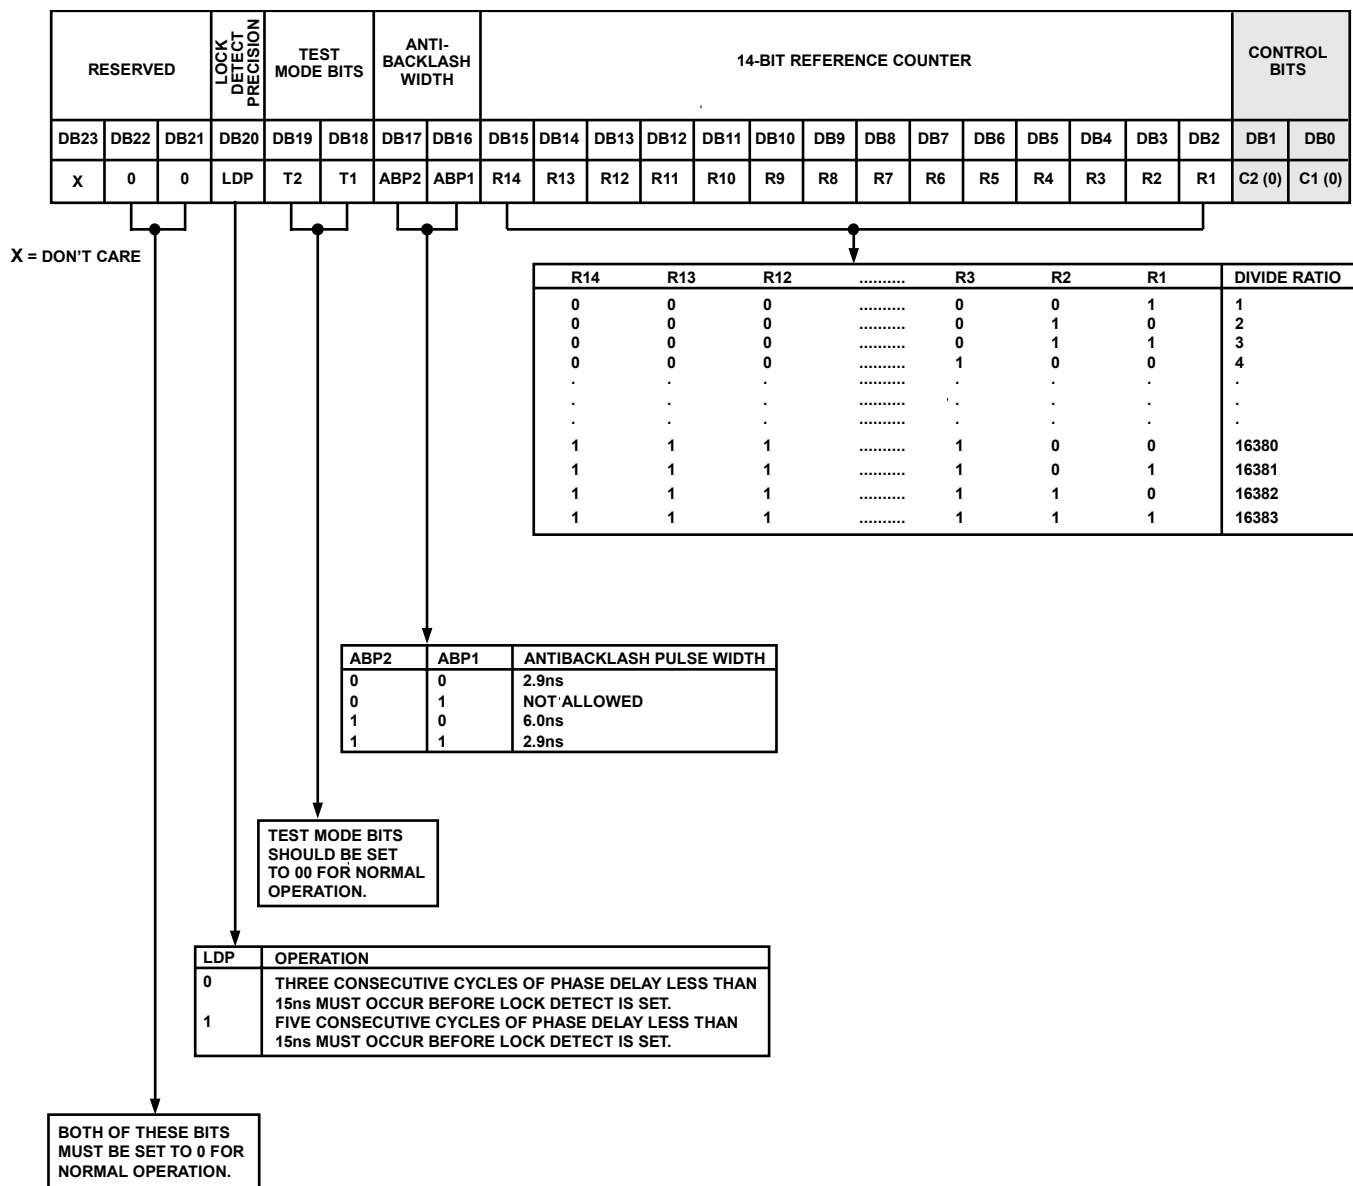 RESERVED
LOCK
DETECT
PRECISION
TEST
MODE BITS
ANTI-
BACKLASH
WIDTH
14-BIT REFERENCE COUNTER
CONTROL
BITS
DB23 DB22 DB21 DB20 DB19 DB18 DB17 DB16 DB15 DB14 DB13 DB12 DB11 DB10 DB9 DB8 DB7 DB6 DB5 DB4 DB3 DB2 DB1 DB0
X 0 0 LDP T2 T1 ABP2 ABP1 R14 R13 R12 R11 R10 R9 R8 R7 R6 R5 R4 R3 R2 R1 C2 (0) C1 (0)
X = DON'T CARE
R14 R13 R12 .......... R3 R2 R1 DIVIDE RATIO
0 0 0 .......... 0 0 1 1
0 0 0 .......... 0 1 0 2
0 0 0 .......... 0 1 1 3
0 0 0 .......... 1 0 0 4
. . . .......... . . . .
. . . .......... . . . .
. . . .......... . . . .
1 1 1 .......... 1 0 0 16380
1 1 1 .......... 1 0 1 16381
1 1 1 .......... 1 1 0 16382
1 1 1 .......... 1 1 1 16383
ABP2 ABP1 ANTIBACKLASH PULSE WIDTH
0 0 2.9ns
0 1 NOT ALLOWED
1 0 6.0ns
1 1 2.9ns
TEST MODE BITS
SHOULD BE SET
TO 00 FOR NORMAL
OPERATION.
LDP OPERATION
0 THREE CONSECUTIVE CYCLES OF PHASE DELAY LESS THAN
15ns MUST OCCUR BEFORE LOCK DETECT IS SET.
1 FIVE CONSECUTIVE CYCLES OF PHASE DELAY LESS THAN
15ns MUST OCCUR BEFORE LOCK DETECT IS SET.
BOTH OF THESE BITS
MUST BE SET TO 0 FOR
NORMAL OPERATION.